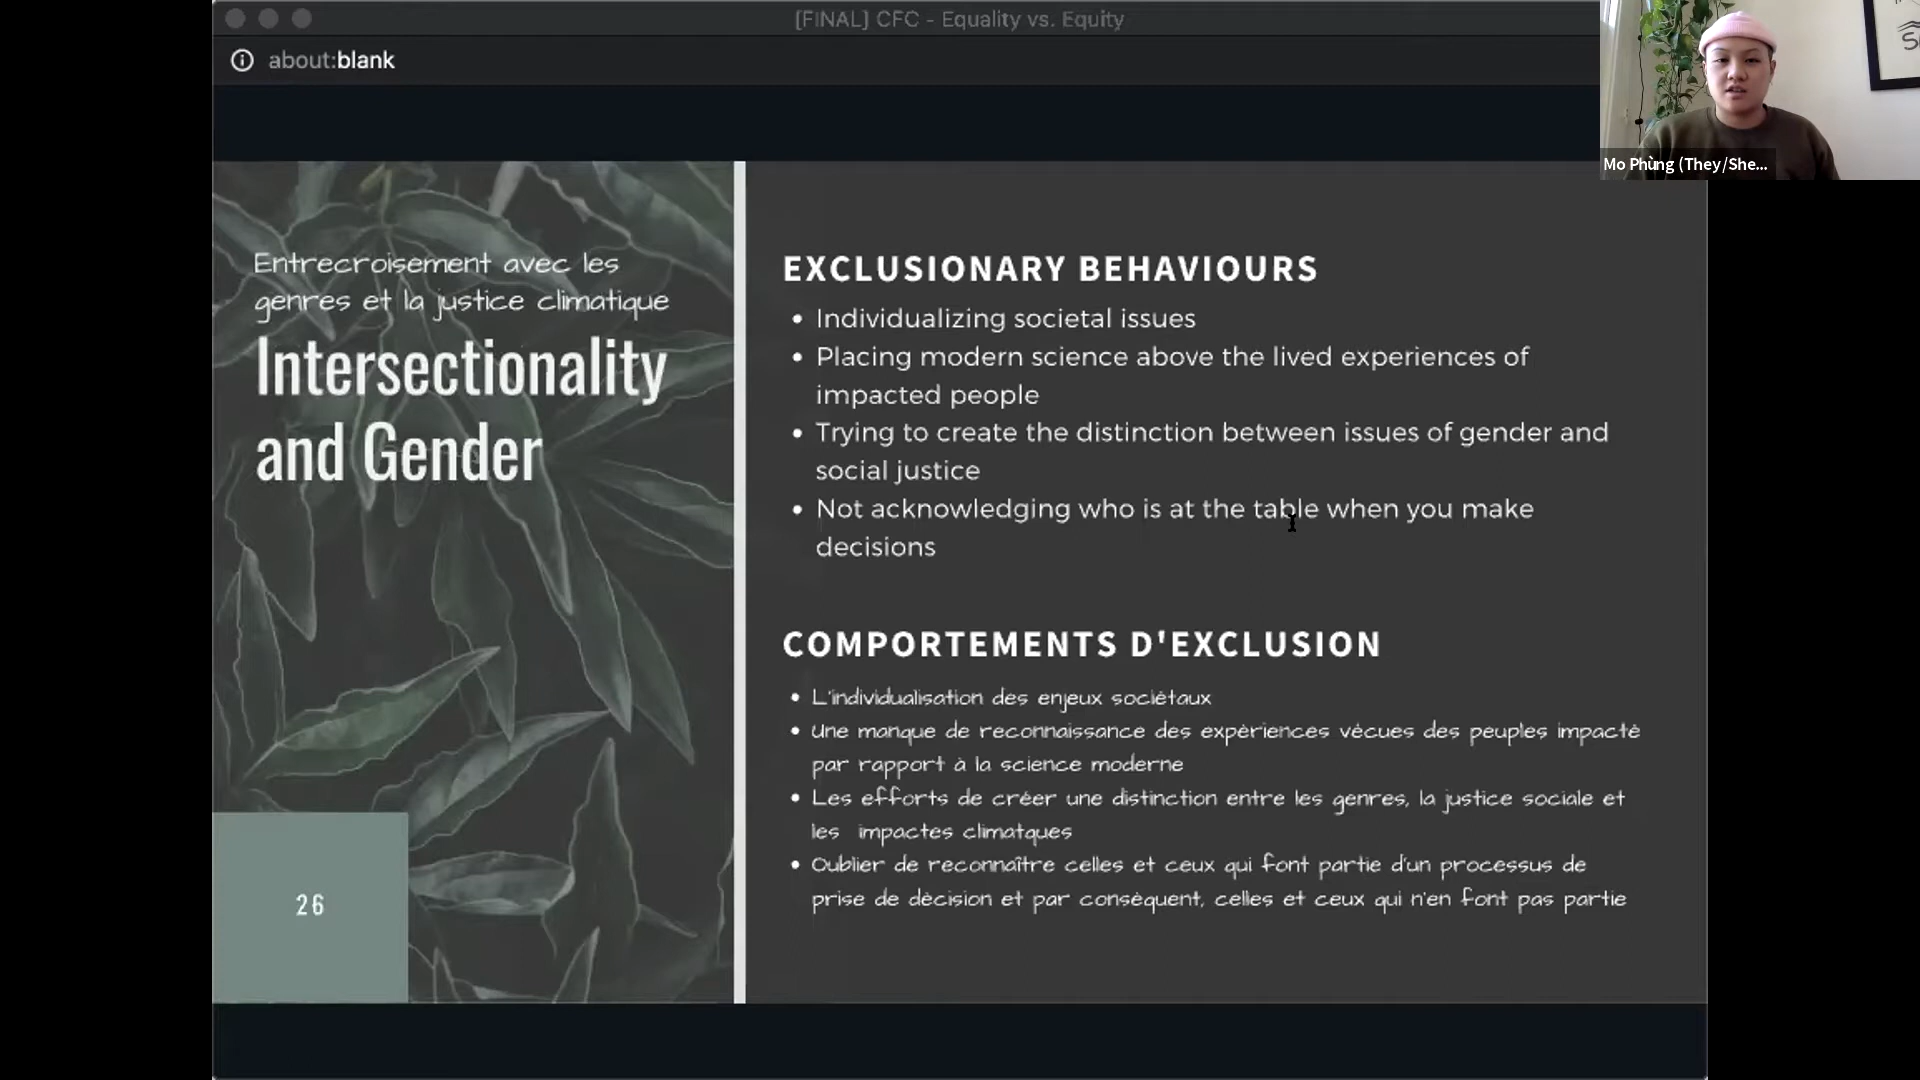 [FINAL] CFC - Equality vs. Equity
about:blank
Mo Phùng (They/She...
Entrecroisement avec les
genres et la justice climatique
Intersectionality
and Gender
26
EXCLUSIONARY BEHAVIOURS
• Individualizing societal issues
• Placing modern science above the lived experiences of
impacted people
• Trying to create the distinction between issues of gender and
social justice
• Not acknowledging who is at the table when you make
decisions
COMPORTEMENTS D'EXCLUSION
• L'individualisation des enjeux sociétaux
• Une manque de reconnaissance des expériences vécues des peuples impacté
par rapport à la science moderne
• Les efforts de créer une distinction entre les genres, la justice sociale et
les impactes climatques
• Oublier de reconnaître celles et ceux qui font partie d'un processus de
prise de décision et par conséquent, celles et ceux qui n'en font pas partie